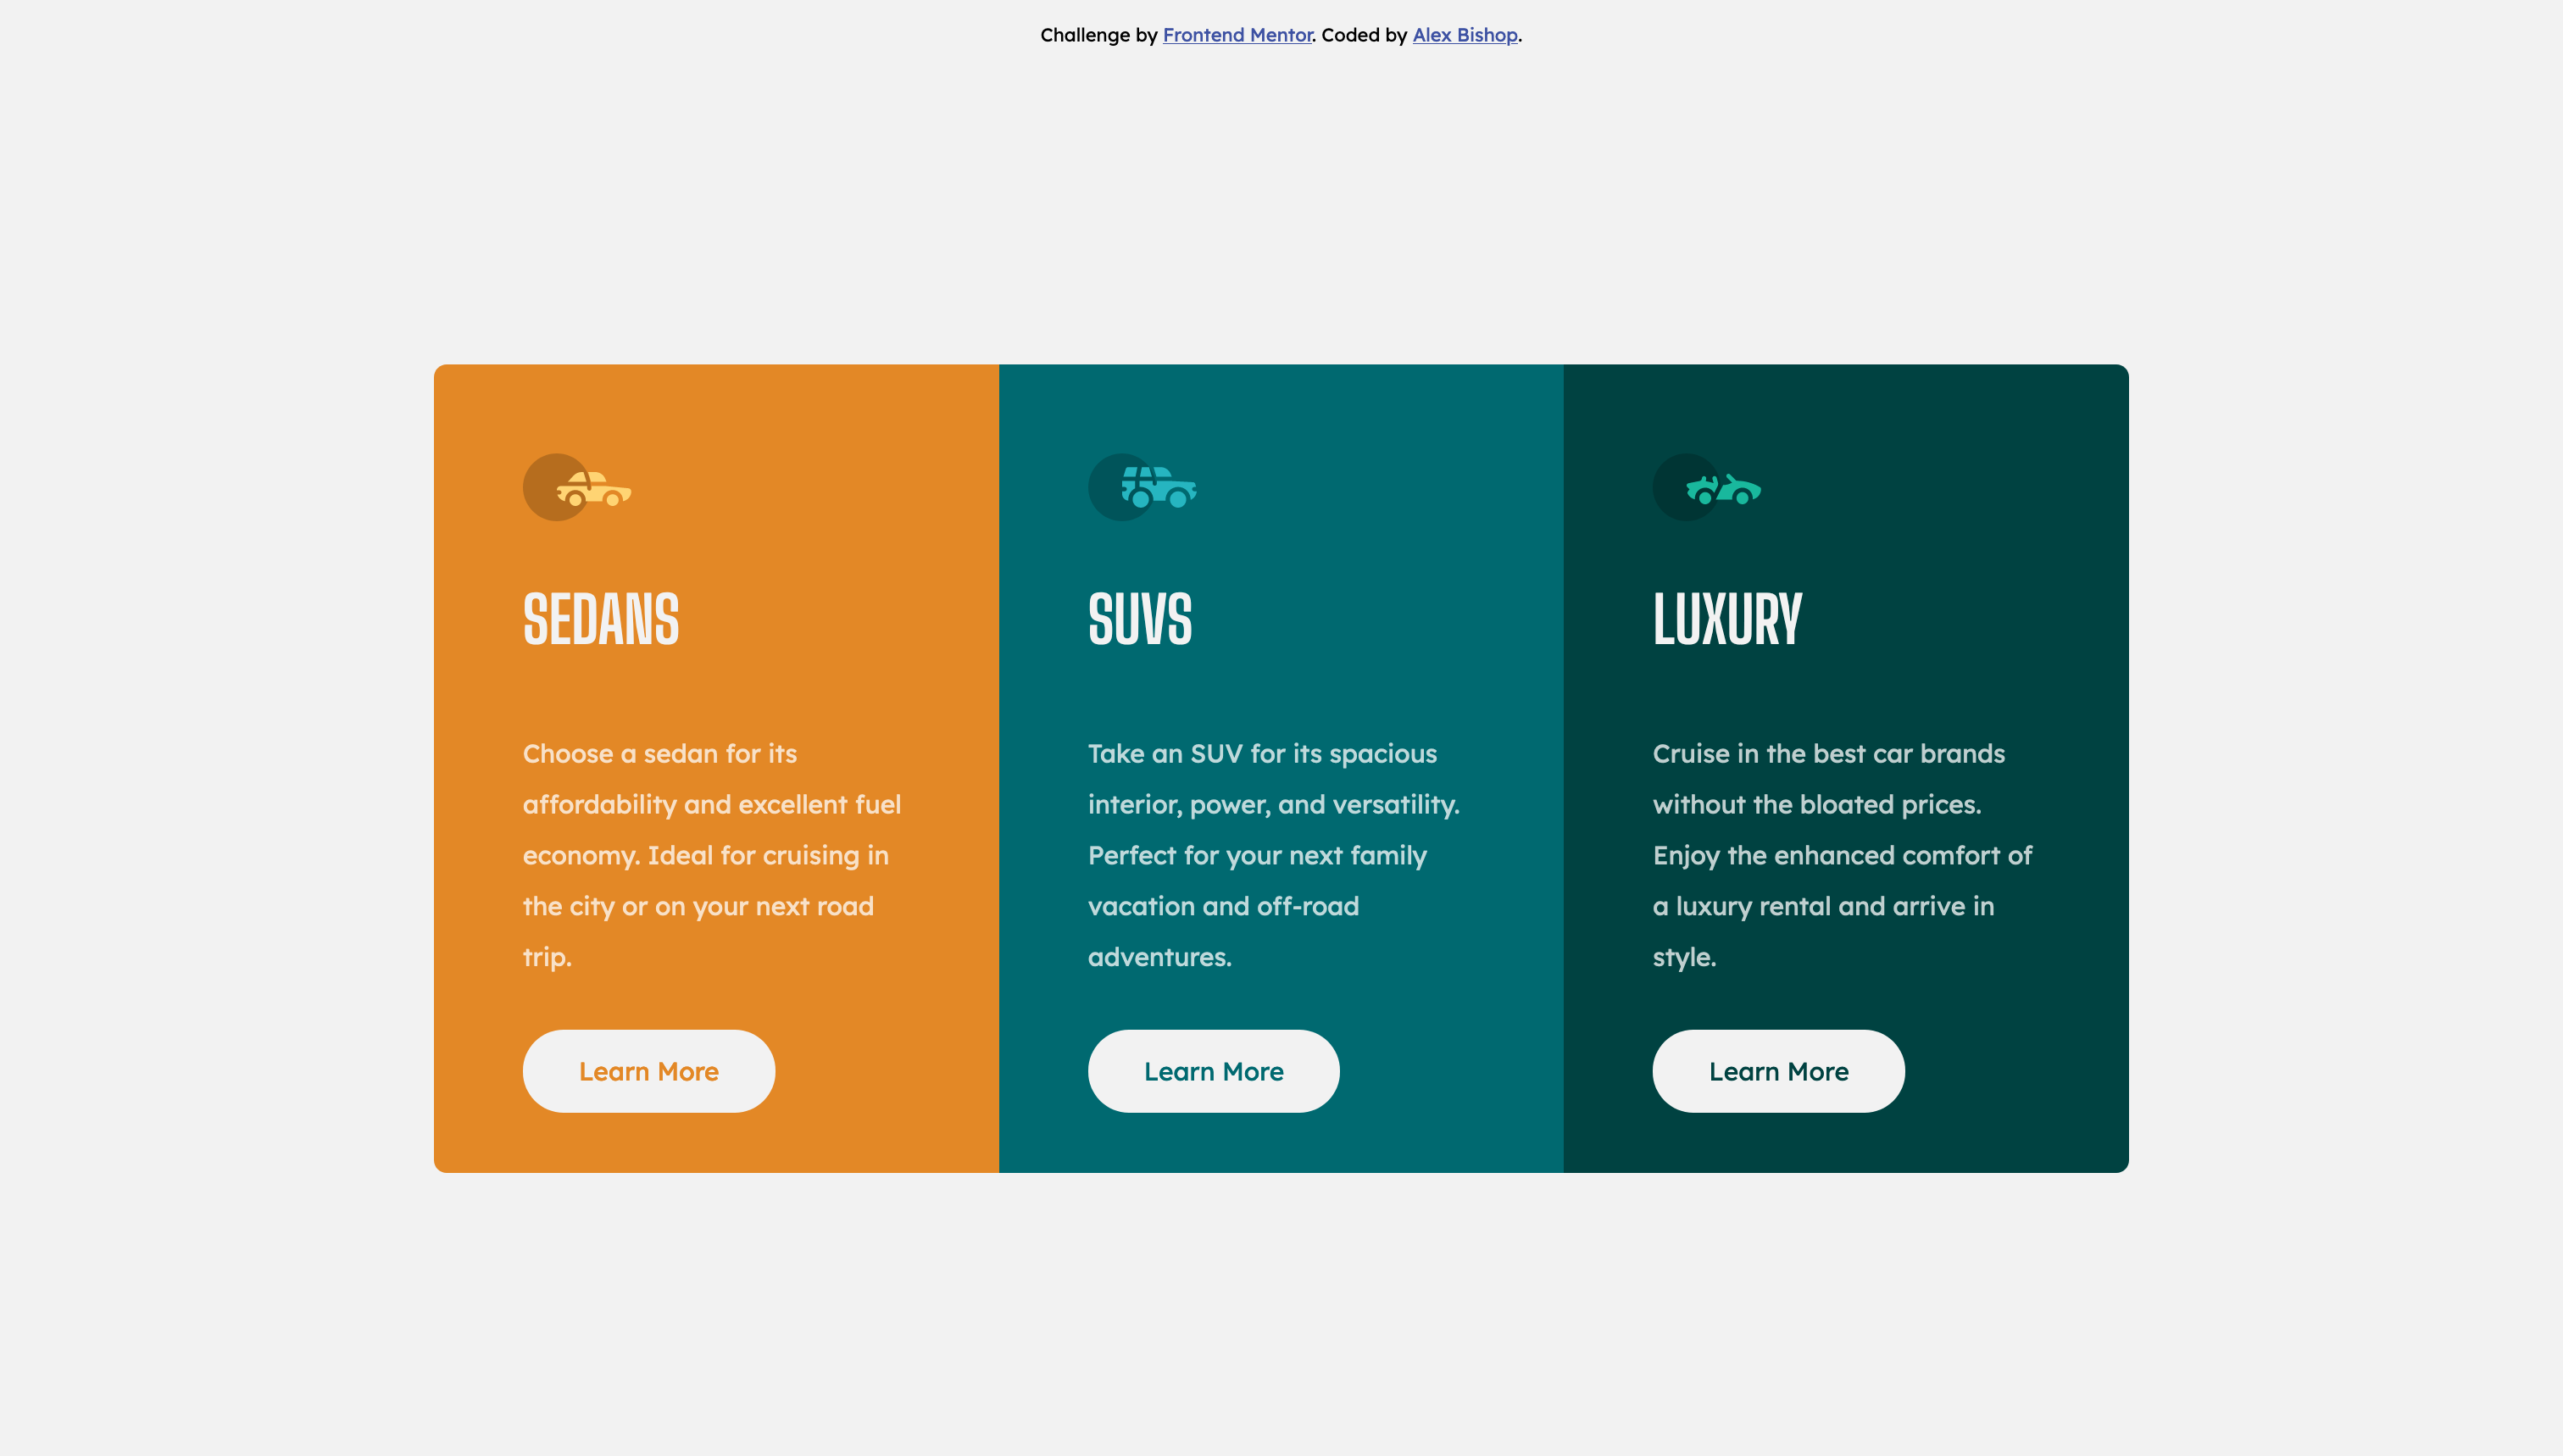 Challenge by Frontend Mentor. Coded by Alex Bishop.
SEDANS
Choose a sedan for its
affordability and excellent fuel
economy. Ideal for cruising in
the city or on your next road
trip.
Learn More
SUVS
Take an SUV for its spacious
interior, power, and versatility.
Perfect for your next family
vacation and off-road
adventures.
Learn More
LUXURY
Cruise in the best car brands
without the bloated prices.
Enjoy the enhanced comfort of
a luxury rental and arrive in
style.
Learn More